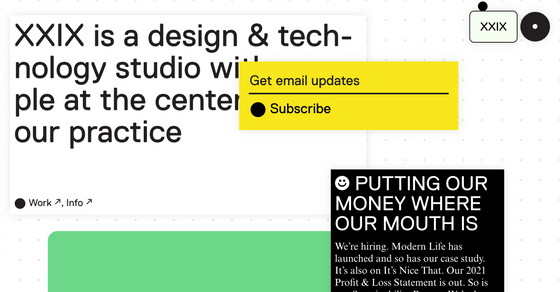 XXIX is a design & tech-
nology studio with
ple at the center
our practice
Work ↗, Info ↗
Get email updates
Subscribe
XXIX
PUTTING OUR
MONEY WHERE
OUR MOUTH IS
We're hiring. Modern Life has
launched and so has our case study.
It's also on It's Nice That. Our 2021
Profit & Loss Statement is out. So is